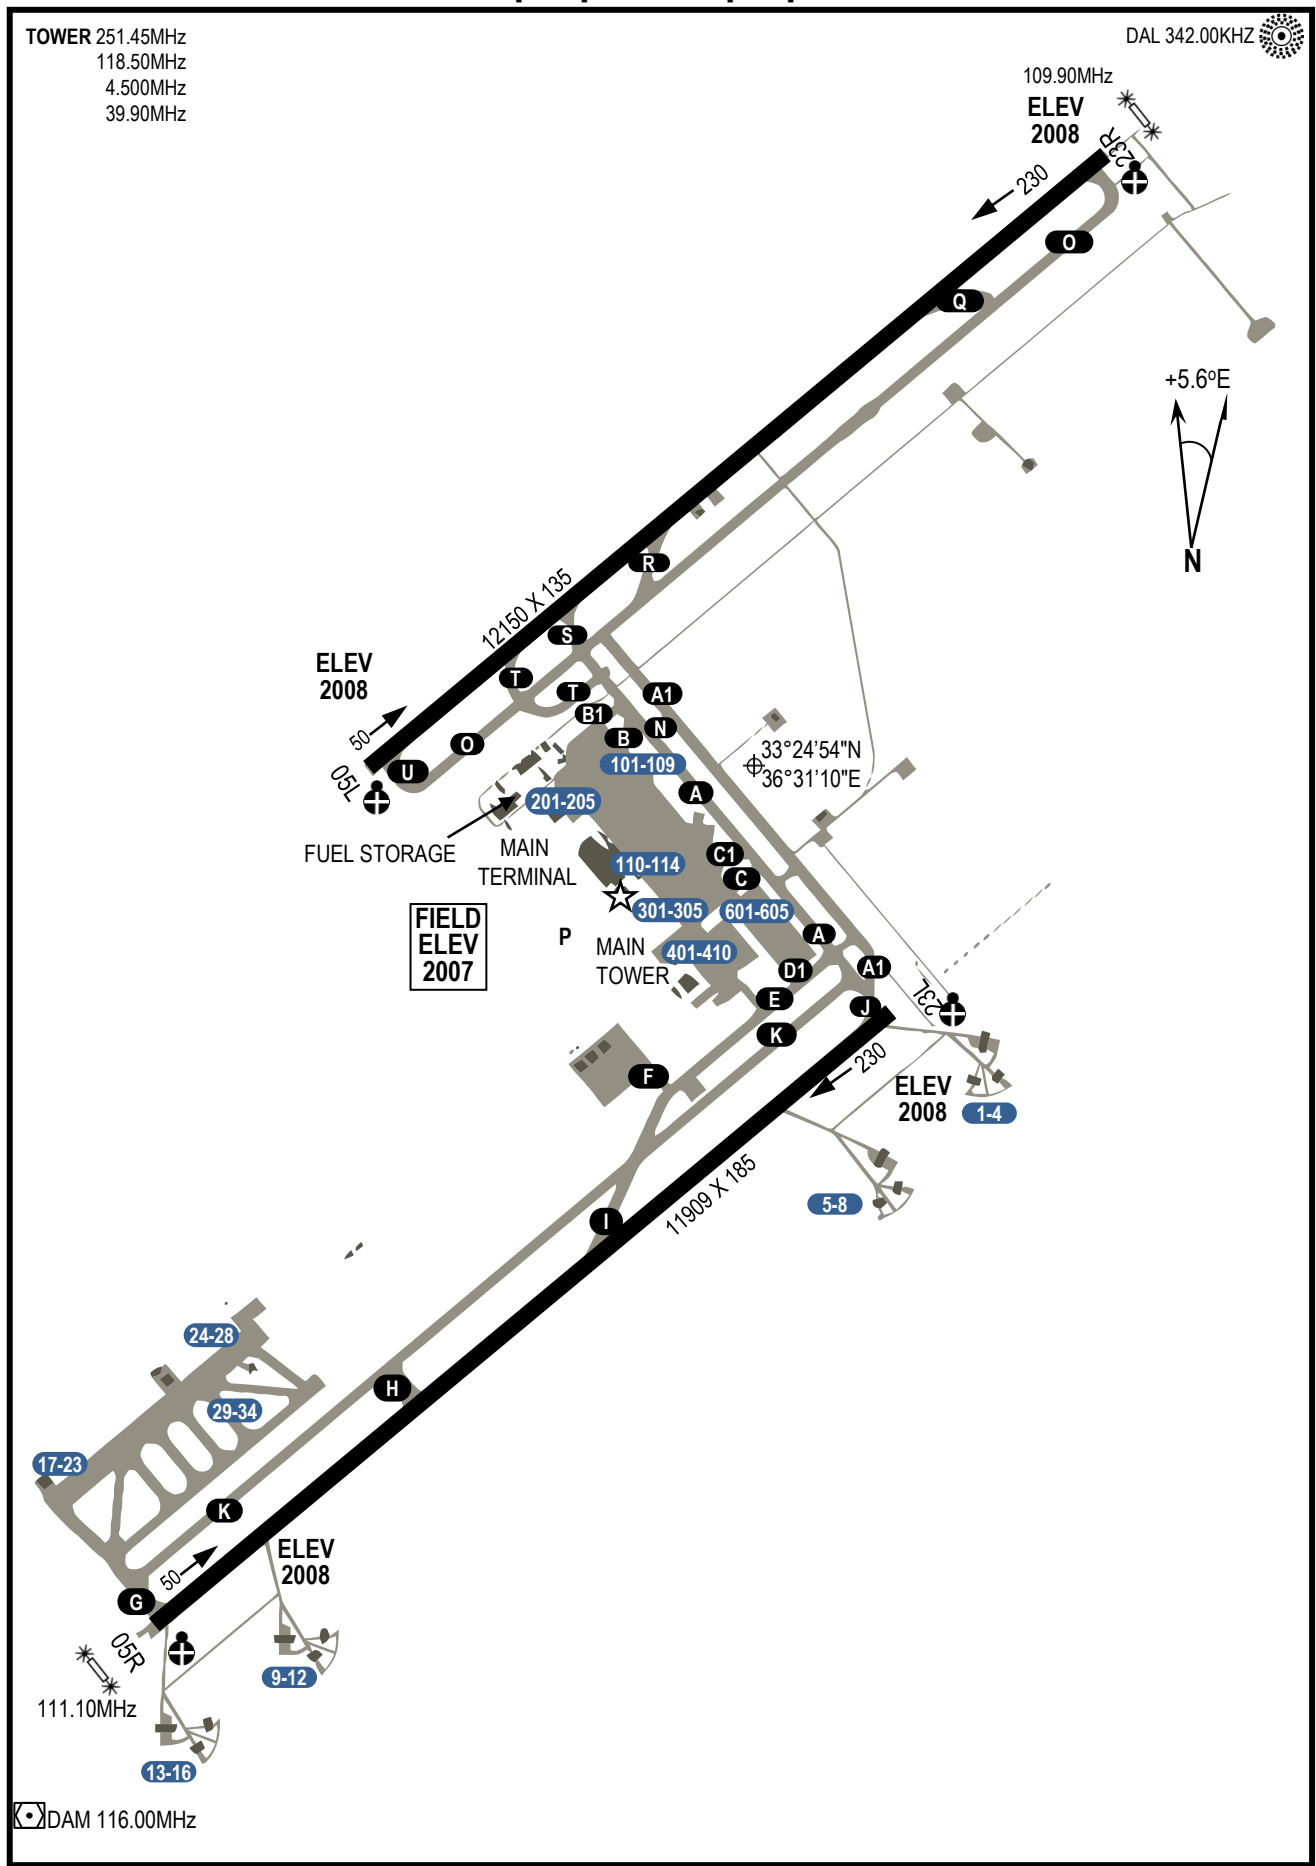 TOWER 251.45MHz
118.50MHz
4.500MHz
39.90MHz
DAL 342.00KHZ
109.90MHz
ELEV
2008
23R
230
O
Q
+5.6ºE
N
R
12150 X 135
S
ELEV
2008
T
T
A1
B1
N
50
O
B
05L
U
101-109
33°24'54"N
36°31'10"E
A
201-205
FUEL STORAGE
MAIN
TERMINAL
C1
110-114
C
301-305
601-605
FIELD
ELEV
2007
P
MAIN
TOWER
401-410
A
D1
A1
E
J
23L
K
230
F
ELEV
2008
1-4
11909 X 185
5-8
I
24-28
H
29-34
17-23
K
ELEV
2008
50
G
05R
9-12
111.10MHz
13-16
DAM 116.00MHz